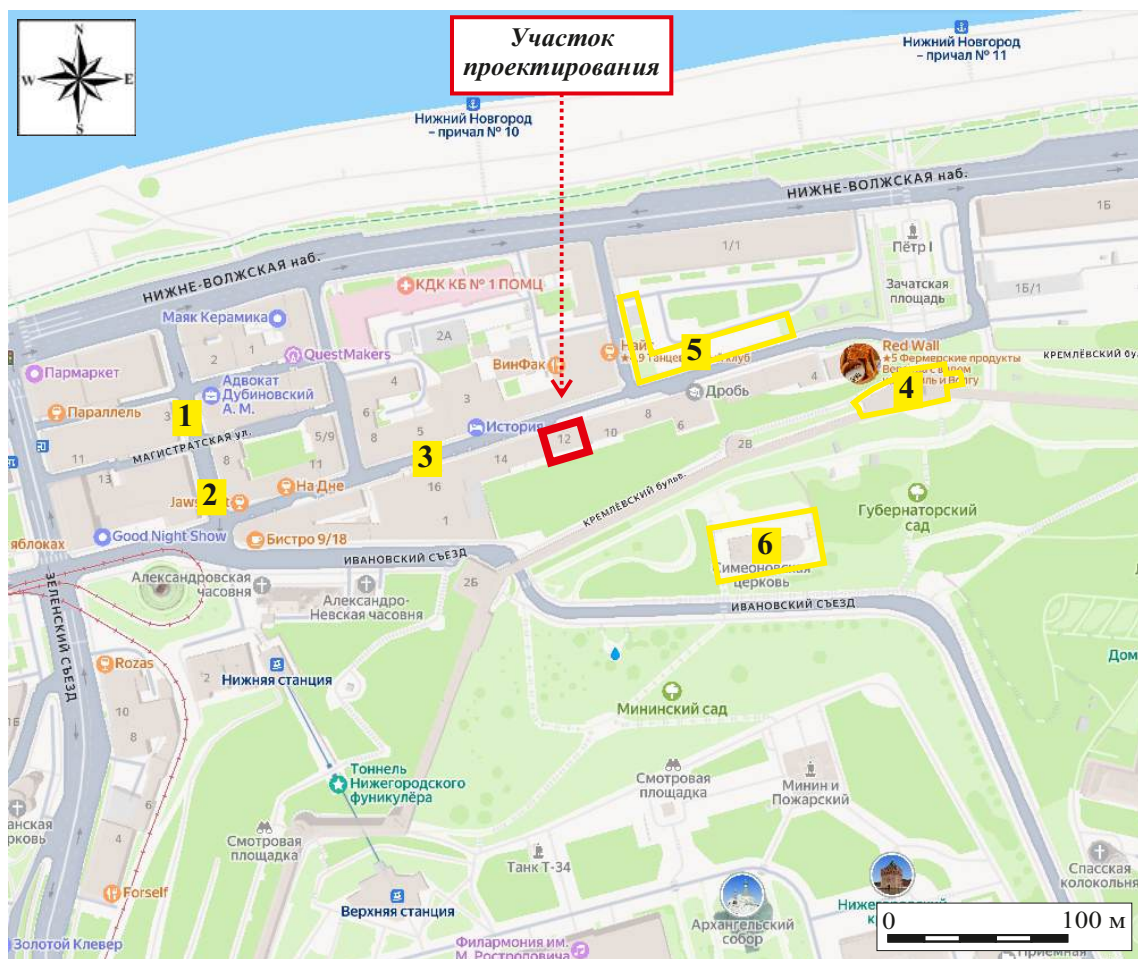 N
W
E
S
Участок
проектирования
Нижний Новгород
– причал № 11
Нижний Новгород
– причал № 10
НИЖНЕ-ВОЛЖСКАЯ наб.
1Б
1/1
Пётр I
Зачатская
площадь
НИЖНЕ-ВОЛЖСКАЯ наб.
КДК КБ № 1 ПОМЦ
1Б/1
Маяк Керамика
2А
2
1
QuestMakers
Red Wall
★5 Фермерские продукты
КРЕМЛЁВСКИЙ
5
4
Пармаркет
ВинФак
Адвокат
Дубиновский
А. М.
4
4
Дробь
Параллель
3
1
МАГИСТРАТСКАЯ ул.
6
8
5
3
История
12
10
8
6
5/9
11
11
8
3
14
2В
13
2
На Дне
16
КРЕМЛЁВСКИЙ бульв.
Губернаторский
сад
Good Night Show
Бистро 9/18
1
6
Симеоновская
церковь
яблоках
ИВАНОВСКИЙ СЪЕЗД
Александровская
часовня
2Б
Александро-
Невская часовня
ИВАНОВСКИЙ СЪЕЗД
ЗЕЛЕНСКИЙ СЪЕЗД
Rozas
2
Нижняя станция
Дом
Мининский сад
10
8
1Б
Тоннель
Нижегородского
фуникулёра
Смотровая
площадка
Минин и
Пожарский
6
4
Смотровая
площадка
Танк Т-34
Спасская
колокольня
Forself
Верхняя станция
Архангельский
собор
0
100 м
Золотой Клевер
Филармония им.
М. Ростроповича